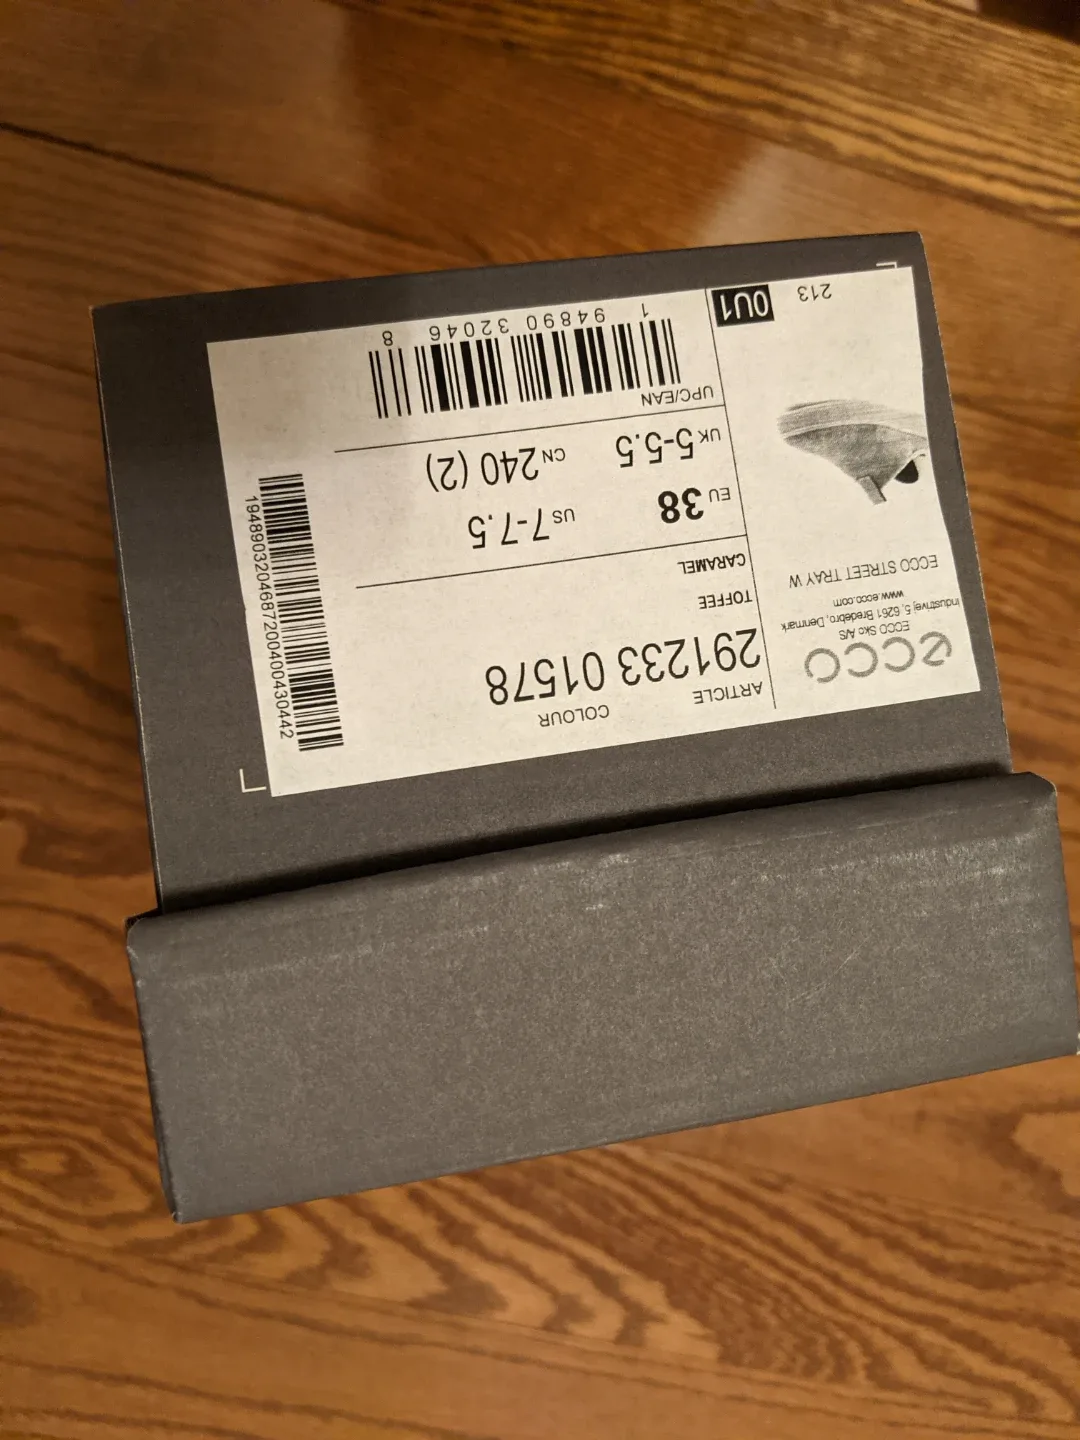 ecco
ECCO Sko A/S
Industrivej 5, 6261 Bredebro, Denmark
www.ecco.com
ECCO STREET TRAY W
213
0U1
ARTICLE COLOUR
291233 01578
TOFFEE
CARAMEL
EU 38 US 7-7.5
UK 5-5.5 CN 240 (2)
UPC/EAN
1 94890 32046 8
194890320468720400430442